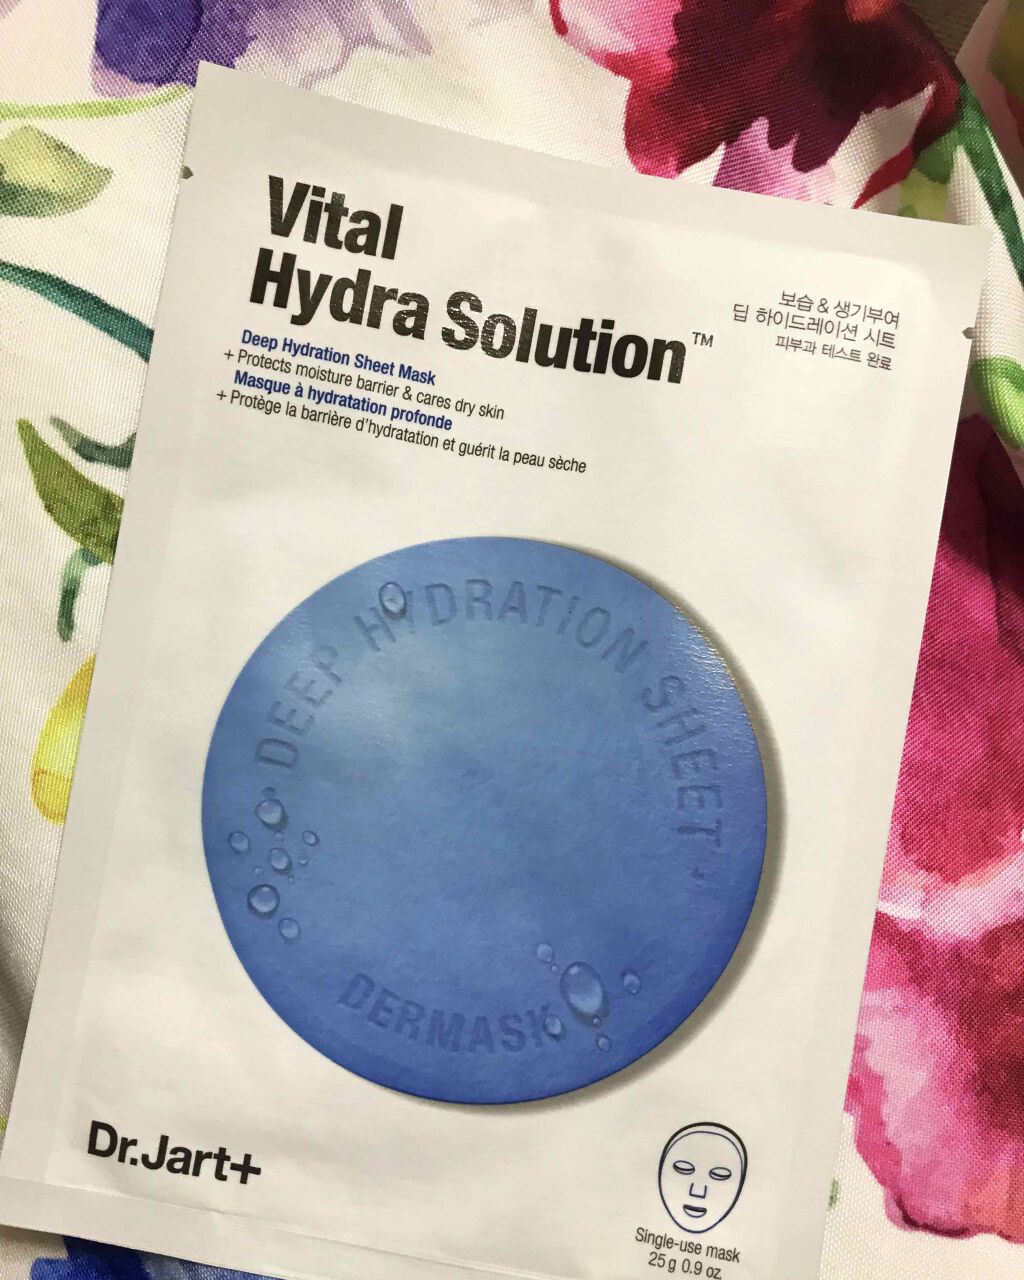 Vital
Hydra Solution™
Deep Hydration Sheet Mask
+ Protects moisture barrier & cares dry skin
Masque à hydratation profonde
+ Protège la barrière d'hydratation et guérit la peau sèche
보습 & 생기부여
딥 하이드레이션 시트
피부과 테스트 완료
DEEP HYDRATION SHEET
DERMASK
Dr.Jart+
Single-use mask
25 g 0.9 oz.